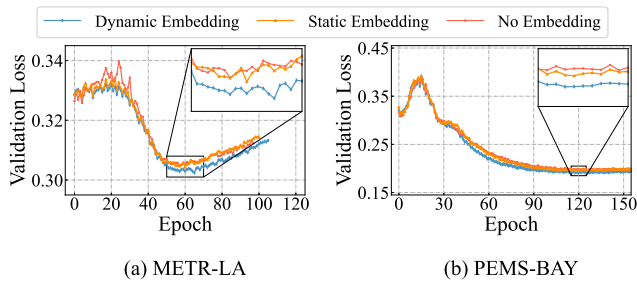 Dynamic Embedding Static Embedding No Embedding
Validation Loss
0.34
0.32
0.30
0 20 40 60 80 100 120
Epoch
(a) METR-LA
Validation Loss
0.45
0.35
0.25
0.15
0 30 60 90 120 150
Epoch
(b) PEMS-BAY